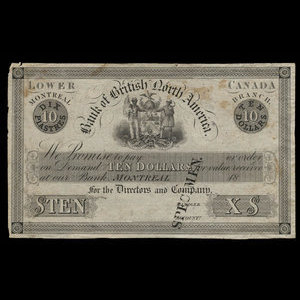 LOWER CANADA
MONTREAL BRANCH
Bank of British North America.
DIX 10 PIASTRES
TEN 10 DOLLARS
We Promise to pay or order
on Demand TEN DOLLARS for value received
at our Bank MONTREAL 18
SPECIMEN
For the Directors and Company.
$TEN X$